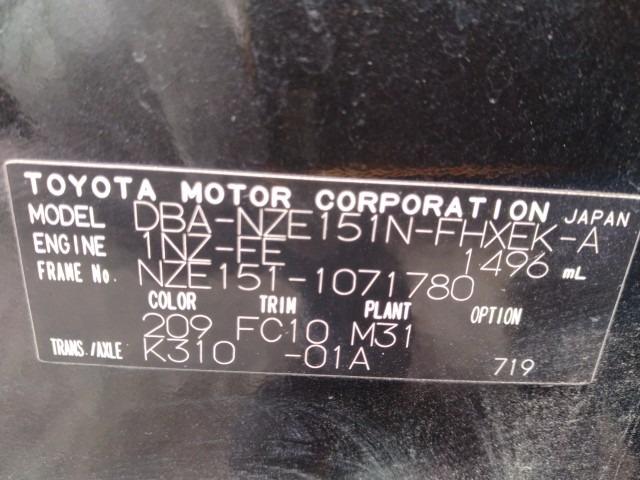 TOYOTA MOTOR CORPORATION JAPAN
MODEL DBA-NZE151N-FHXEK-A
ENGINE 1NZ-FE 1496 mL
FRAME No. NZE151-1071780
COLOR TRIM PLANT OPTION
209 FC10 M31
TRANS./AXLE K310 -01A
719